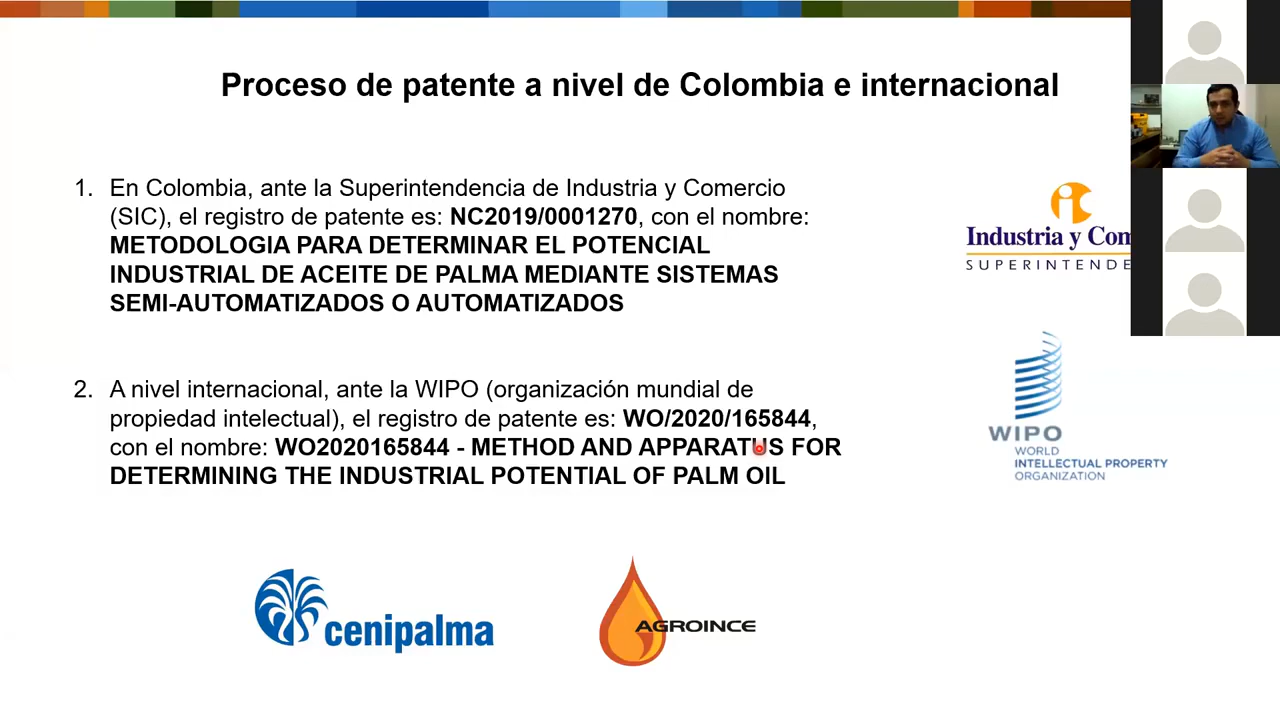 Proceso de patente a nivel de Colombia e internacional
1. En Colombia, ante la Superintendencia de Industria y Comercio
(SIC), el registro de patente es: NC2019/0001270, con el nombre:
METODOLOGIA PARA DETERMINAR EL POTENCIAL
INDUSTRIAL DE ACEITE DE PALMA MEDIANTE SISTEMAS
SEMI-AUTOMATIZADOS O AUTOMATIZADOS
Industria y Com
SUPERINTENDE
2. A nivel internacional, ante la WIPO (organización mundial de
propiedad intelectual), el registro de patente es: WO/2020/165844,
con el nombre: WO2020165844 - METHOD AND APPARATUS FOR
DETERMINING THE INDUSTRIAL POTENTIAL OF PALM OIL
WIPO
WORLD
INTELLECTUAL PROPERTY
ORGANIZATION
cenipalma
AGROINCE